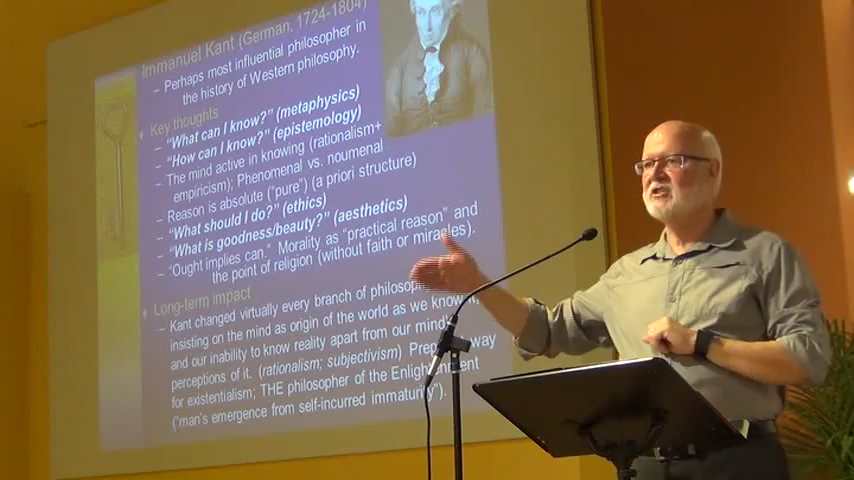 Immanuel Kant (German, 1724-1804)
– Perhaps most influential philosopher in
the history of Western philosophy.
Key thoughts
– "What can I know?" (metaphysics)
– "How can I know?" (epistemology)
– The mind active in knowing (rationalism+
empiricism); Phenomenal vs. noumenal
– Reason is absolute ("pure") (a priori structure)
– "What should I do?" (ethics)
– "What is goodness/beauty?" (aesthetics)
– "Ought implies can." Morality as "practical reason" and
the point of religion (without faith or miracles).
Long-term impact
– Kant changed virtually every branch of
insisting on the mind as origin of the world as we know
and our inability to know reality apart from our
perceptions of it. (rationalism; subjectivism) way
for existentialism; THE philosopher of the
("man's emergence from self-incurred immaturity").